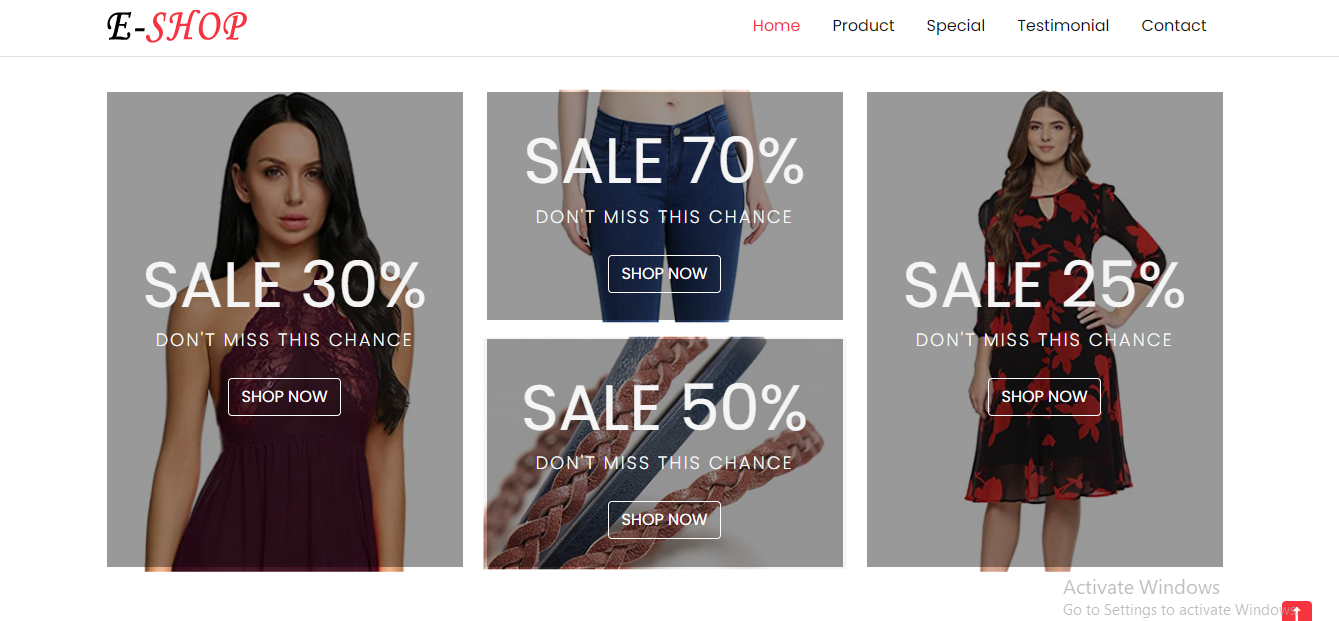 E-SHOP
Home Product Special Testimonial Contact
SALE 30%
DON'T MISS THIS CHANCE
SHOP NOW
SALE 70%
DON'T MISS THIS CHANCE
SHOP NOW
SALE 50%
DON'T MISS THIS CHANCE
SHOP NOW
SALE 25%
DON'T MISS THIS CHANCE
SHOP NOW
Activate Windows
Go to Settings to activate Windows